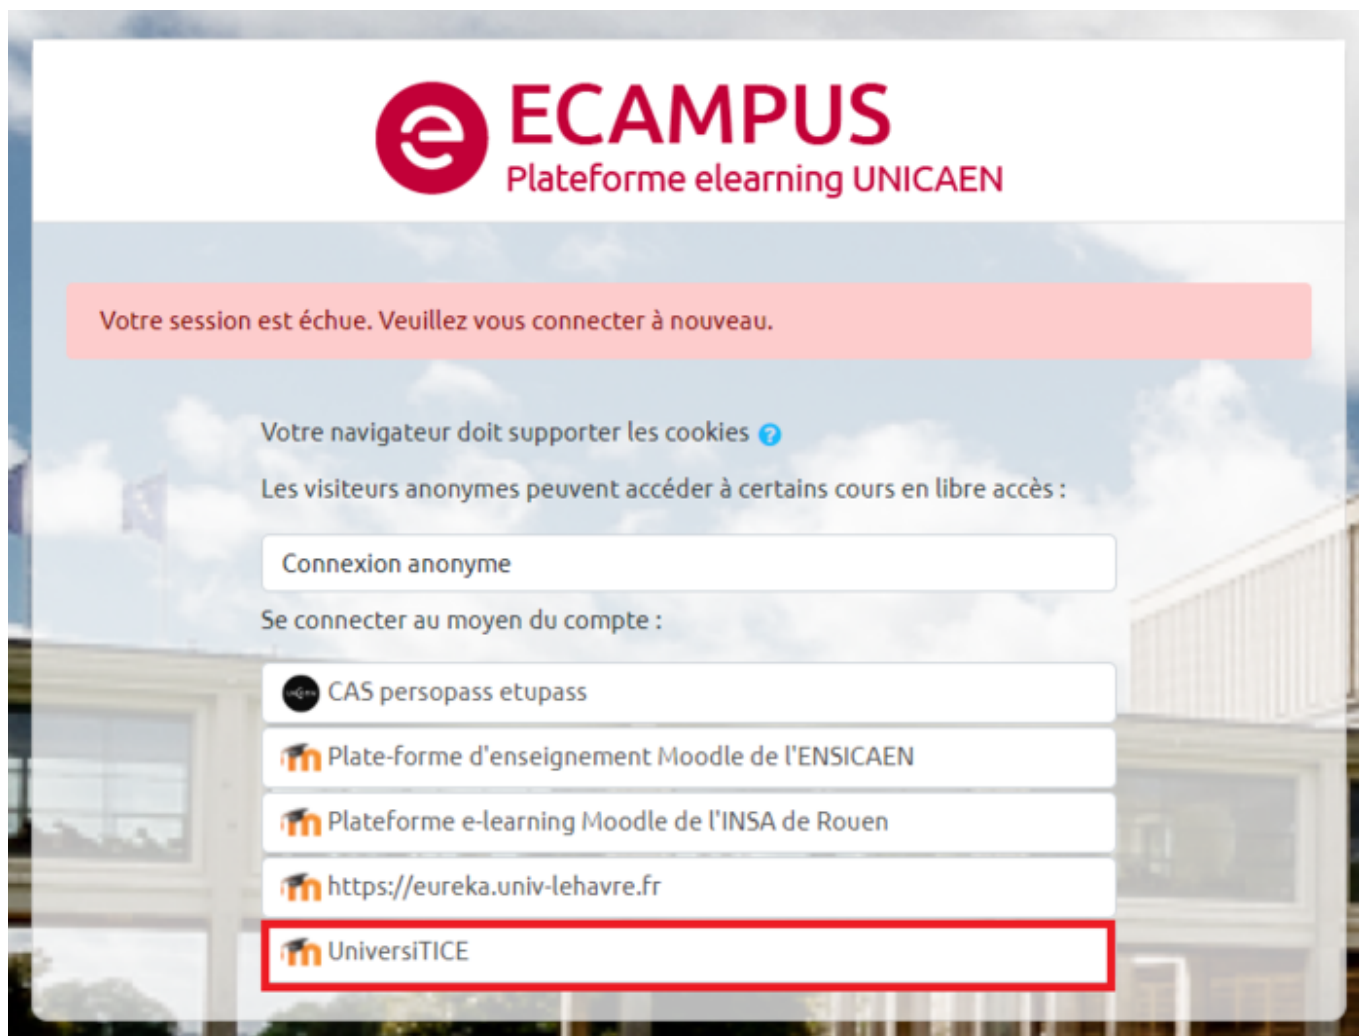 ECAMPUS
Plateforme elearning UNICAEN
Votre session est échue. Veuillez vous connecter à nouveau.
Votre navigateur doit supporter les cookies ?
Les visiteurs anonymes peuvent accéder à certains cours en libre accès :
Connexion anonyme
Se connecter au moyen du compte :
CAS persopass etupass
Plate-forme d'enseignement Moodle de l'ENSICAEN
Plateforme e-learning Moodle de l'INSA de Rouen
https://eureka.univ-lehavre.fr
UniversiTICE